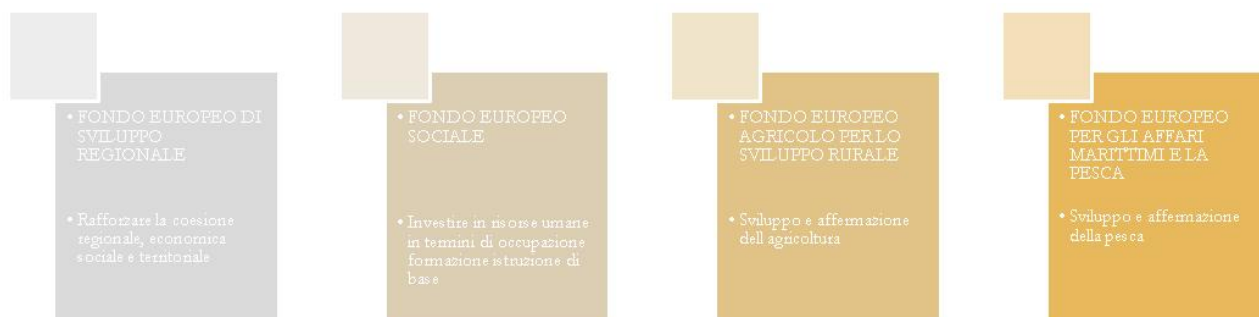 • FONDO EUROPEO DI
SVILUPPO
REGIONALE
• Rafforzare la coesione
regionale, economica
sociale e territoriale
• FONDO EUROPEO
SOCIALE
• Investire in risorse umane
in termini di occupazione
formazione istruzione di
base
• FONDO EUROPEO
AGRICOLO PER LO
SVILUPPO RURALE
• Sviluppo e affermazione
dell agricoltura
• FONDO EUROPEO
PER GLI AFFARI
MARITTIMI E LA
PESCA
• Sviluppo e affermazione
della pesca